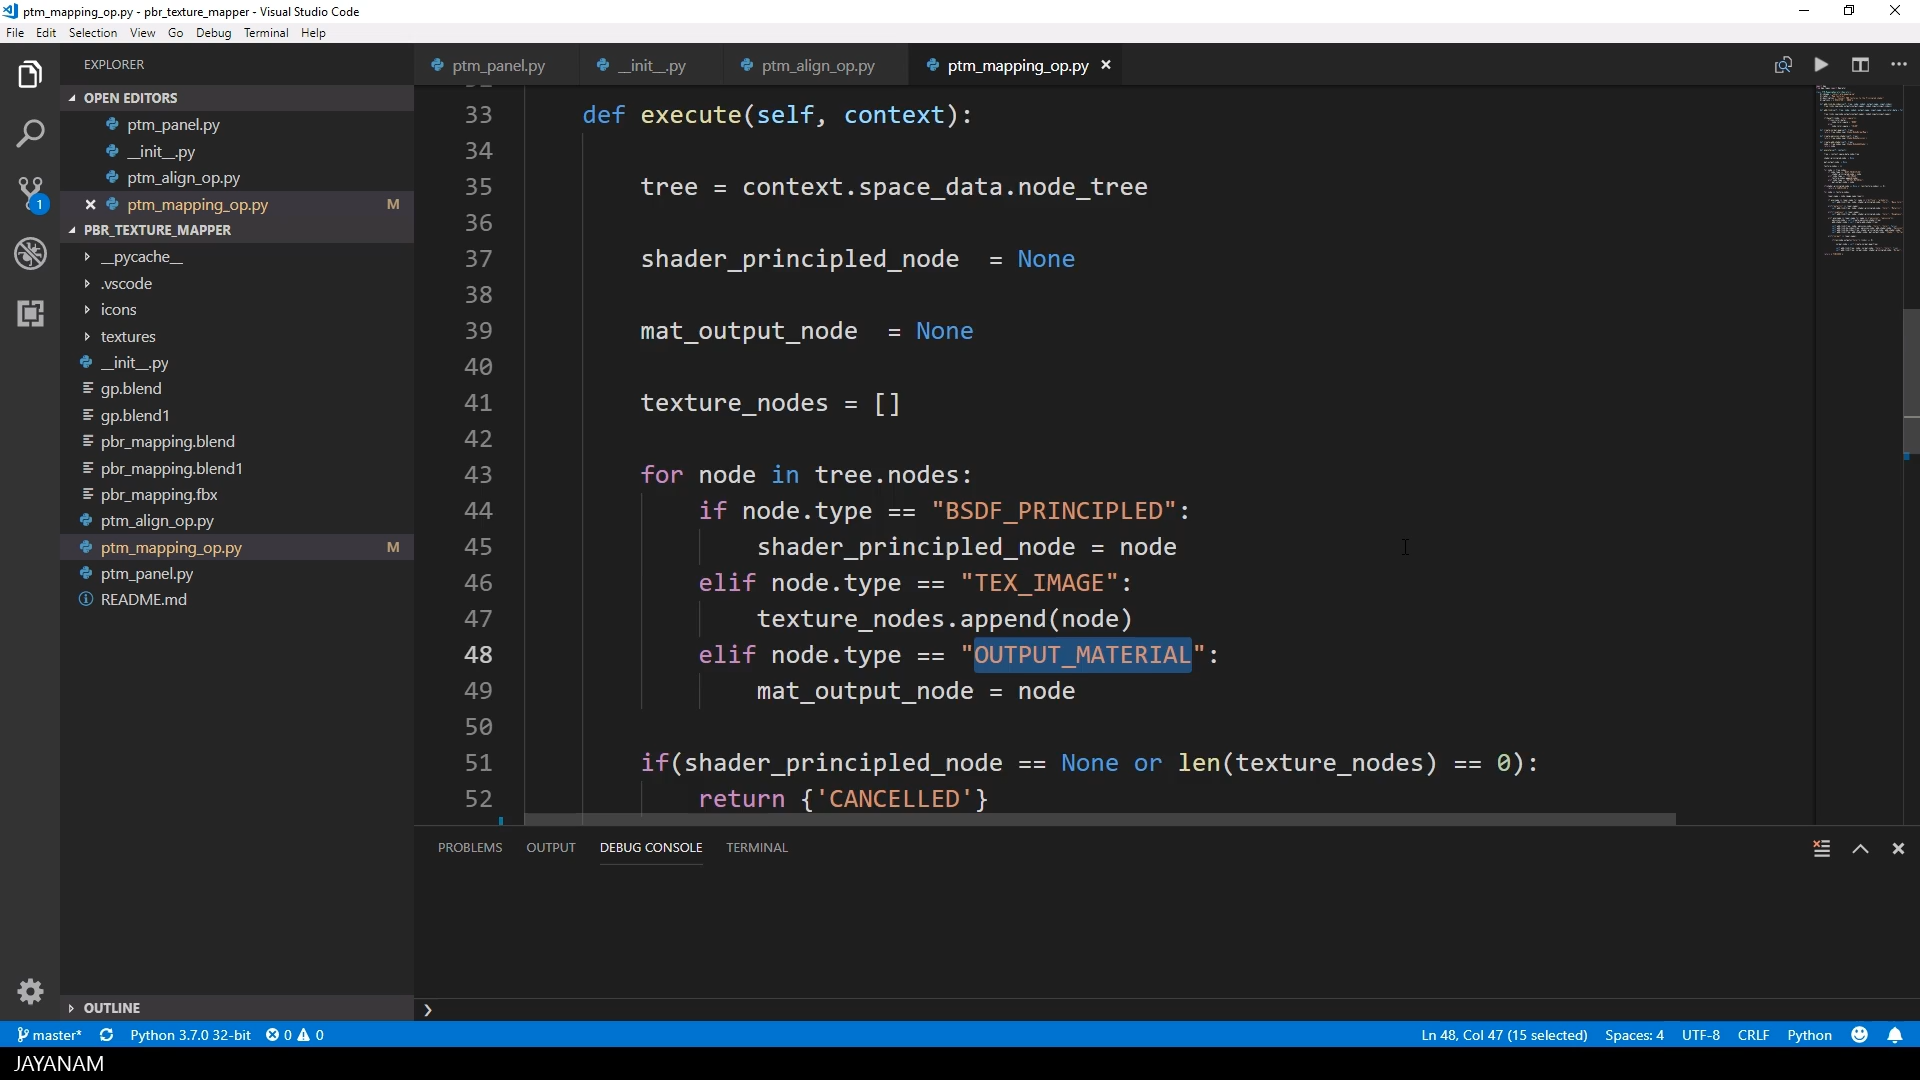 ptm_mapping_op.py - pbr_texture_mapper - Visual Studio Code
File Edit Selection View Go Debug Terminal Help
EXPLORER
OPEN EDITORS
ptm_panel.py
__init__.py
ptm_align_op.py
ptm_mapping_op.py M
PBR_TEXTURE_MAPPER
__pycache__
.vscode
icons
textures
__init__.py
gp.blend
gp.blend1
pbr_mapping.blend
pbr_mapping.blend1
pbr_mapping.fbx
ptm_align_op.py
ptm_mapping_op.py M
ptm_panel.py
README.md
OUTLINE
1
ptm_panel.py __init__.py ptm_align_op.py ptm_mapping_op.py
33 def execute(self, context):
34
35 tree = context.space_data.node_tree
36
37 shader_principled_node = None
38
39 mat_output_node = None
40
41 texture_nodes = []
42
43 for node in tree.nodes:
44 if node.type == "BSDF_PRINCIPLED":
45 shader_principled_node = node
46 elif node.type == "TEX_IMAGE":
47 texture_nodes.append(node)
48 elif node.type == "OUTPUT_MATERIAL":
49 mat_output_node = node
50
51 if(shader_principled_node == None or len(texture_nodes) == 0):
52 return {'CANCELLED'}
PROBLEMS OUTPUT DEBUG CONSOLE TERMINAL
master* Python 3.7.0 32-bit 0 0 Ln 48, Col 47 (15 selected) Spaces: 4 UTF-8 CRLF Python
JAYANAM